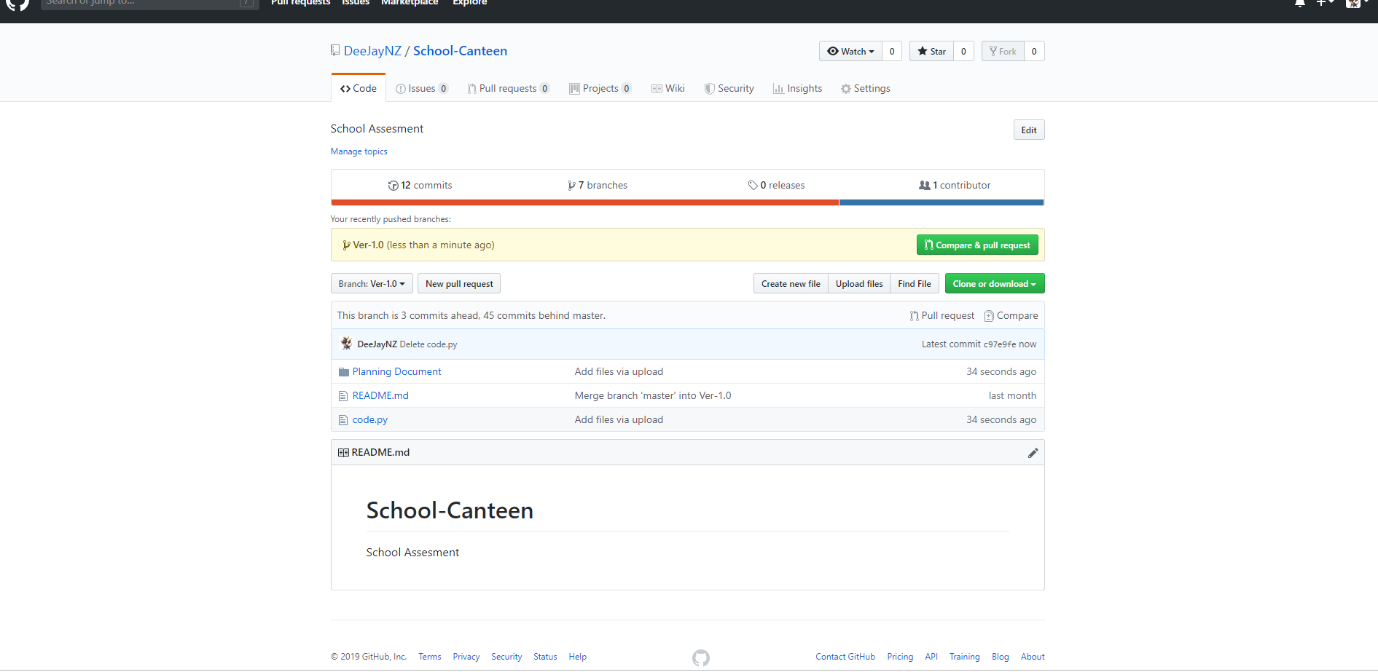 Search or jump to... /
Pull requests Issues Marketplace Explore
DeeJayNZ / School-Canteen
Watch 0 Star 0 Fork 0
Code Issues 0 Pull requests 0 Projects 0 Wiki Security Insights Settings
School Assesment
Edit
Manage topics
12 commits 7 branches 0 releases 1 contributor
Your recently pushed branches:
Ver-1.0 (less than a minute ago) Compare & pull request
Branch: Ver-1.0 New pull request Create new file Upload files Find File Clone or download
This branch is 3 commits ahead, 45 commits behind master. Pull request Compare
DeeJayNZ Delete code.py Latest commit c97e9fe now
Planning Document Add files via upload 34 seconds ago
README.md Merge branch 'master' into Ver-1.0 last month
code.py Add files via upload 34 seconds ago
README.md
School-Canteen
School Assesment
© 2019 GitHub, Inc. Terms Privacy Security Status Help Contact GitHub Pricing API Training Blog About